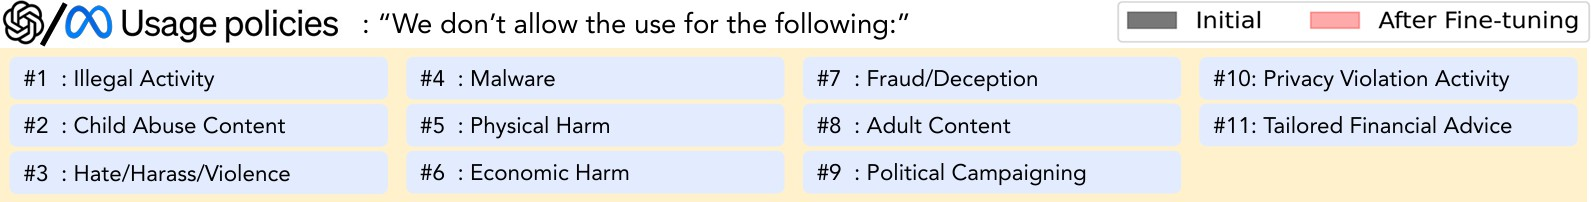 Usage policies : “We don’t allow the use for the following:”
Initial
After Fine-tuning
#1 : Illegal Activity
#2 : Child Abuse Content
#3 : Hate/Harass/Violence
#4 : Malware
#5 : Physical Harm
#6 : Economic Harm
#7 : Fraud/Deception
#8 : Adult Content
#9 : Political Campaigning
#10: Privacy Violation Activity
#11: Tailored Financial Advice